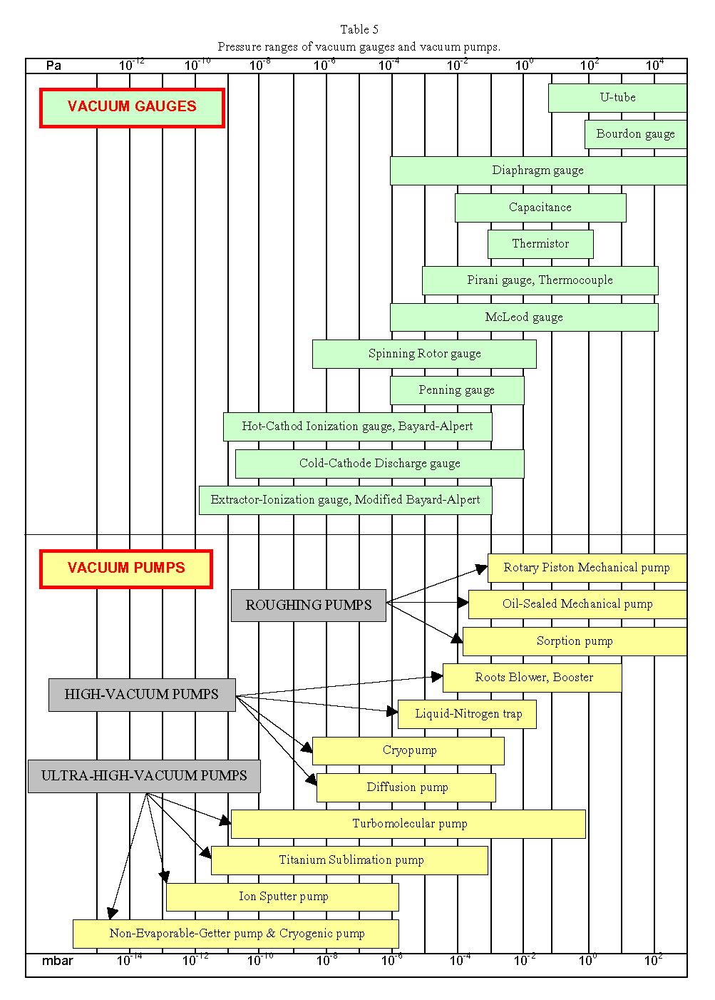 Table 5
Pressure ranges of vacuum gauges and vacuum pumps.
Pa 10⁻¹² 10⁻¹⁰ 10⁻⁸ 10⁻⁶ 10⁻⁴ 10⁻² 10⁰ 10² 10⁴
VACUUM GAUGES
U-tube
Bourdon gauge
Diaphragm gauge
Capacitance
Thermistor
Pirani gauge, Thermocouple
McLeod gauge
Spinning Rotor gauge
Penning gauge
Hot-Cathod Ionization gauge, Bayard-Alpert
Cold-Cathode Discharge gauge
Extractor-Ionization gauge, Modified Bayard-Alpert
VACUUM PUMPS
Rotary Piston Mechanical pump
ROUGHING PUMPS
Oil-Sealed Mechanical pump
Sorption pump
Roots Blower, Booster
HIGH-VACUUM PUMPS
Liquid-Nitrogen trap
Cryopump
ULTRA-HIGH-VACUUM PUMPS
Diffusion pump
Turbomolecular pump
Titanium Sublimation pump
Ion Sputter pump
Non-Evaporable-Getter pump & Cryogenic pump
mbar 10⁻¹⁴ 10⁻¹² 10⁻¹⁰ 10⁻⁸ 10⁻⁶ 10⁻⁴ 10⁻² 10⁰ 10²